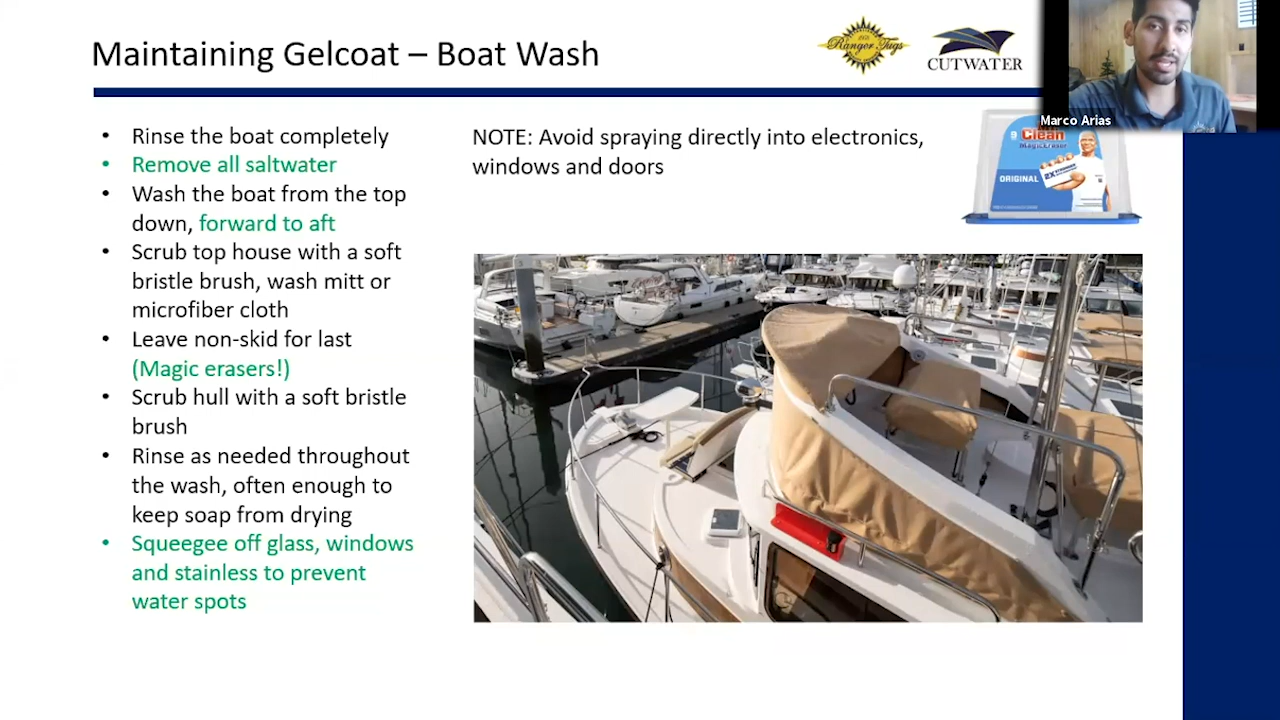 Maintaining Gelcoat – Boat Wash
Ranger Tugs
CUTWATER
Marco Arias
• Rinse the boat completely
• Remove all saltwater
• Wash the boat from the top
down, forward to aft
• Scrub top house with a soft
bristle brush, wash mitt or
microfiber cloth
• Leave non-skid for last
(Magic erasers!)
• Scrub hull with a soft bristle
brush
• Rinse as needed throughout
the wash, often enough to
keep soap from drying
• Squeegee off glass, windows
and stainless to prevent
water spots
NOTE: Avoid spraying directly into electronics,
windows and doors
9
Clean
MagicEraser
ORIGINAL
2X STRONGER